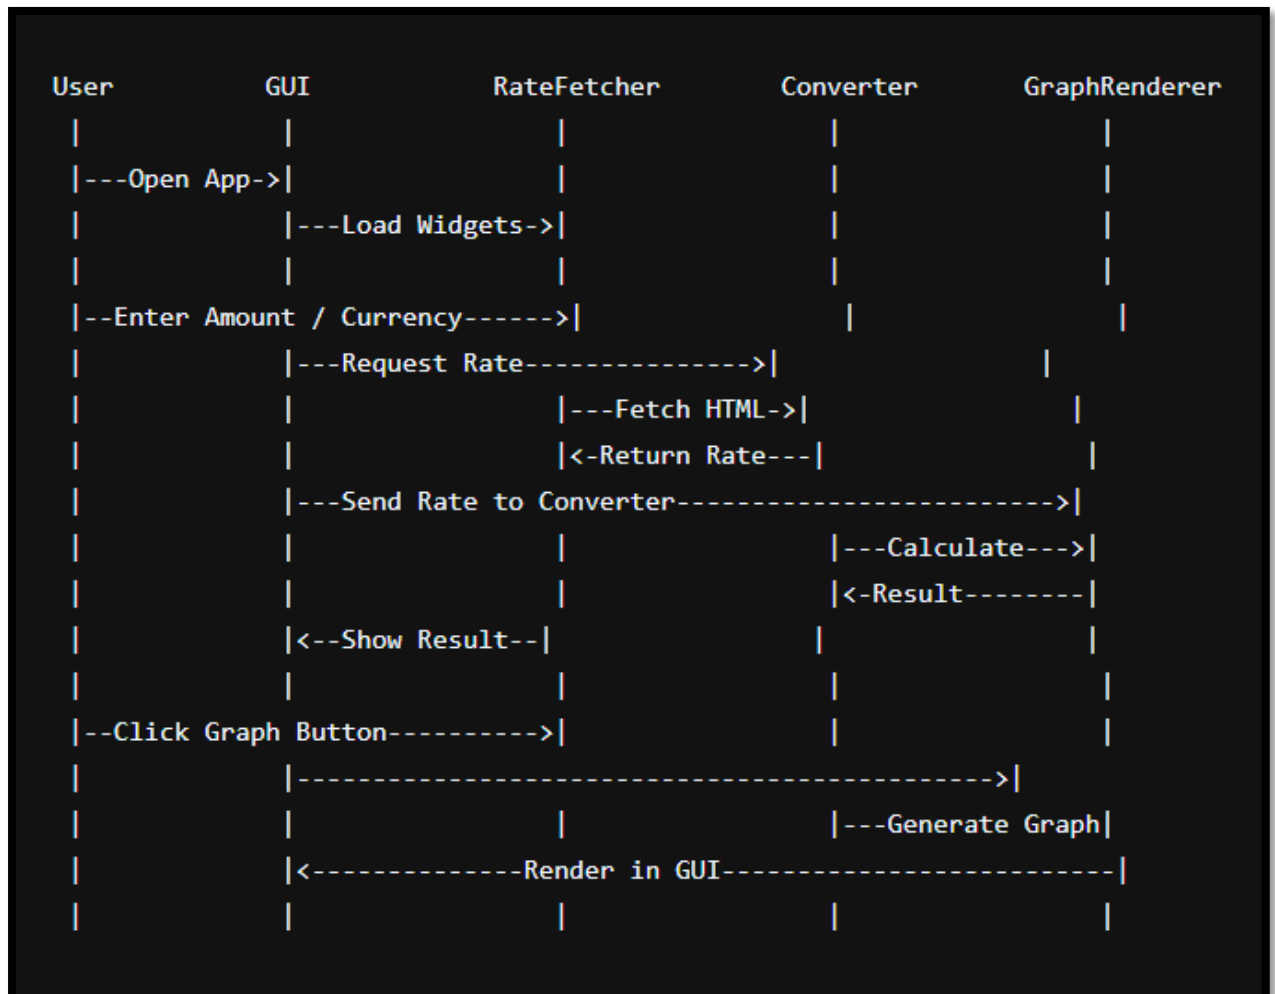 User          GUI            RateFetcher        Converter       GraphRenderer
 |             |                 |                 |                 |
 |---Open App->|                 |                 |                 |
 |             |---Load Widgets->|                 |                 |
 |             |                 |                 |                 |
 |--Enter Amount / Currency------>|                 |                 |
 |             |---Request Rate--------------->|                 |
 |             |                 |---Fetch HTML->|                 |
 |             |                 |<-Return Rate---|                 |
 |             |---Send Rate to Converter------------------------->|
 |             |                 |                 |---Calculate--->|
 |             |                 |                 |<-Result--------|
 |             |<--Show Result--|                 |                 |
 |             |                 |                 |                 |
 |--Click Graph Button---------->|                 |                 |
 |             |---------------------------------------------->|
 |             |                 |                 |---Generate Graph|
 |             |<--------------Render in GUI--------------------------|
 |             |                 |                 |                 |